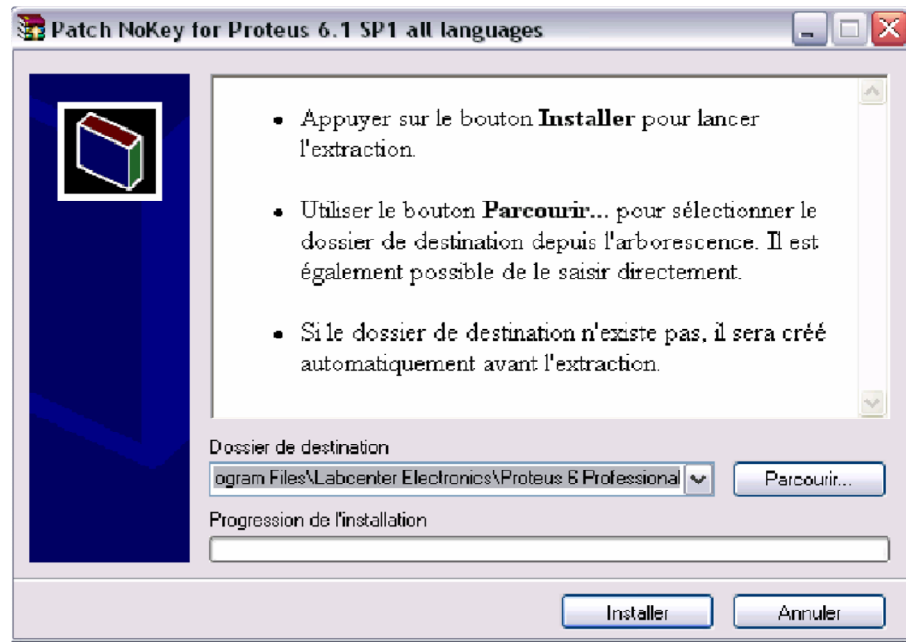 Patch NoKey for Proteus 6.1 SP1 all languages
• Appuyer sur le bouton Installer pour lancer
l'extraction.
• Utiliser le bouton Parcourir... pour sélectionner le
dossier de destination depuis l'arborescence. Il est
également possible de le saisir directement.
• Si le dossier de destination n'existe pas, il sera créé
automatiquement avant l'extraction.
Dossier de destination
ogram Files\Labcenter Electronics\Proteus 6 Professional
Parcourir...
Progression de l'installation
Installer
Annuler